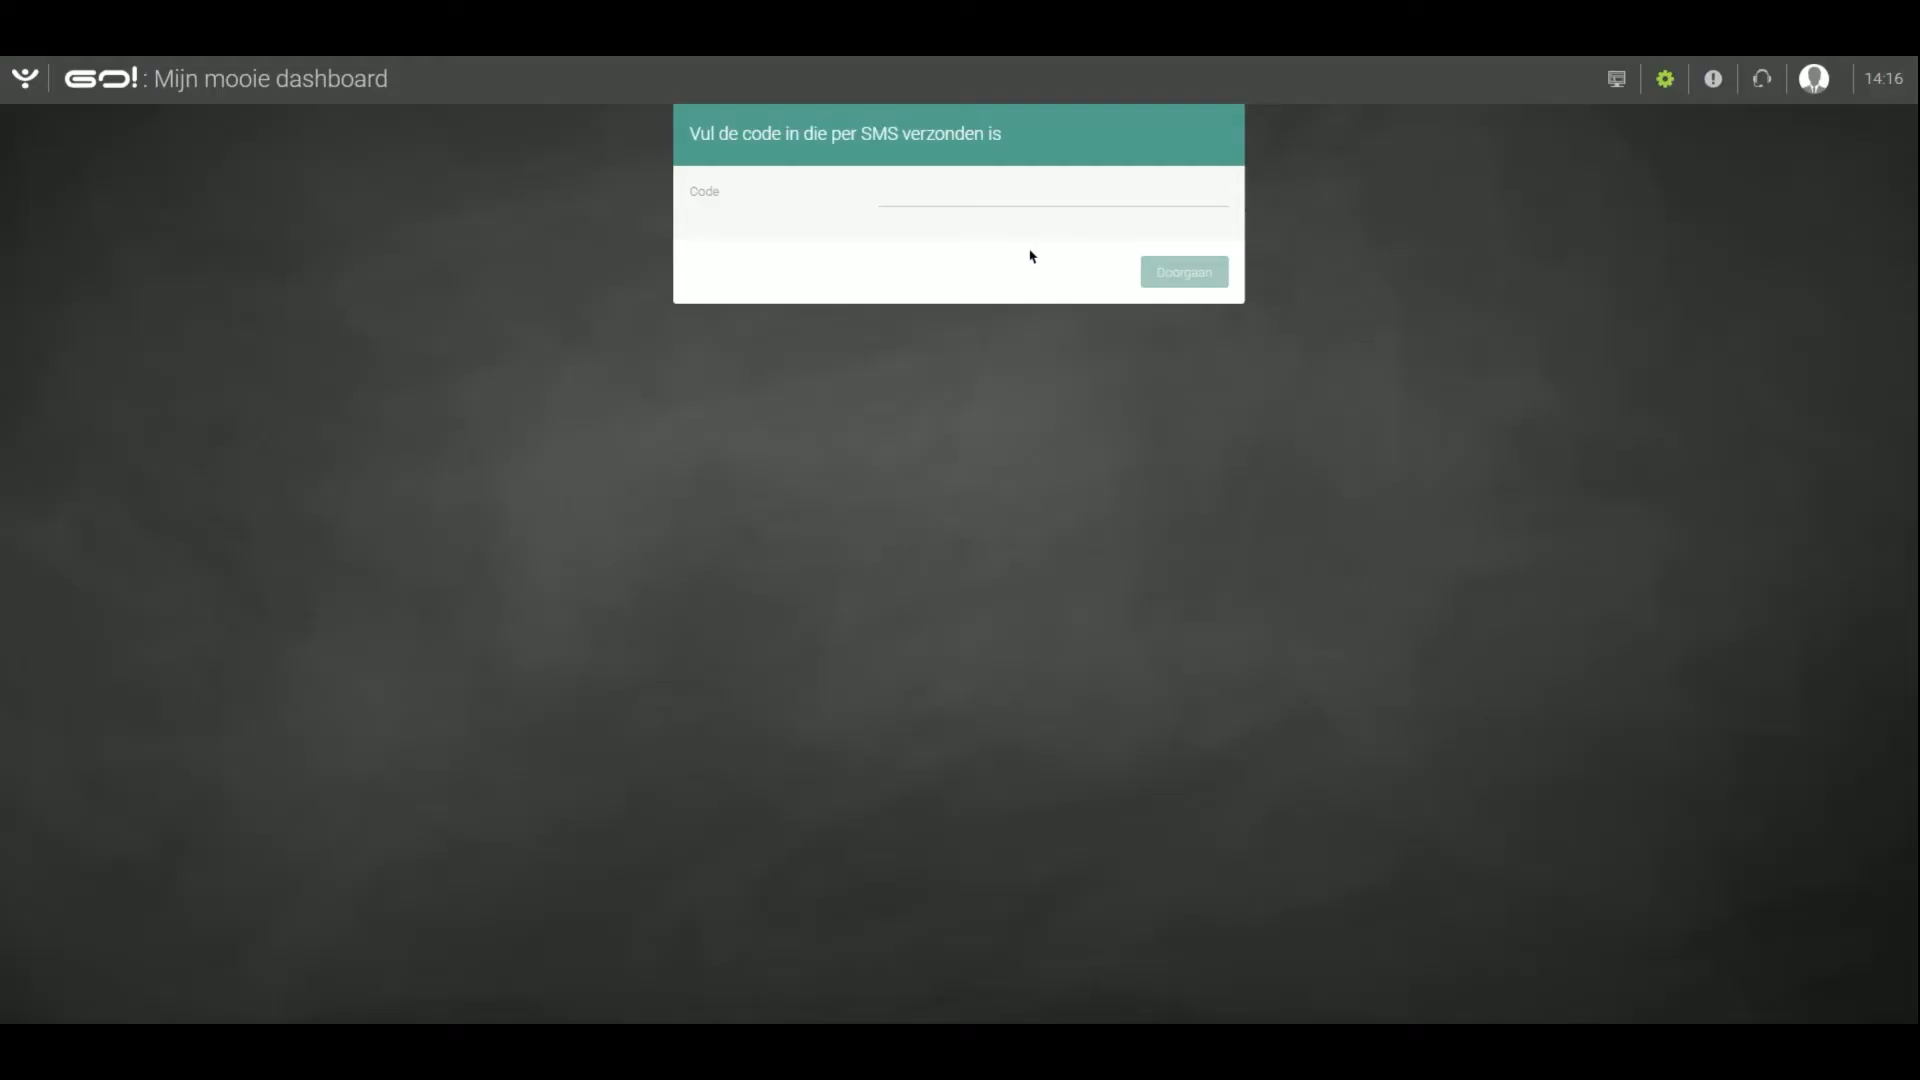 GO! : Mijn mooie dashboard
14:16
Vul de code in die per SMS verzonden is
Code
Doorgaan